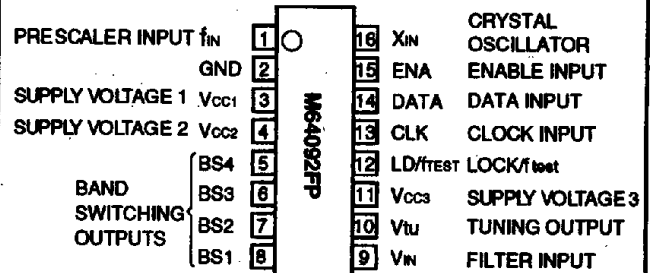 PRESCALER INPUT fIN 1
GND 2
SUPPLY VOLTAGE 1 Vcc1 3
SUPPLY VOLTAGE 2 Vcc2 4
BS4 5
BS3 6
BS2 7
BS1 8
BAND
SWITCHING
OUTPUTS
M64092FP
16 XIN CRYSTAL
OSCILLATOR
15 ENA ENABLE INPUT
14 DATA DATA INPUT
13 CLK CLOCK INPUT
12 LD/fTEST LOCK/f test
11 Vcc3 SUPPLY VOLTAGE 3
10 Vtu TUNING OUTPUT
9 VIN FILTER INPUT